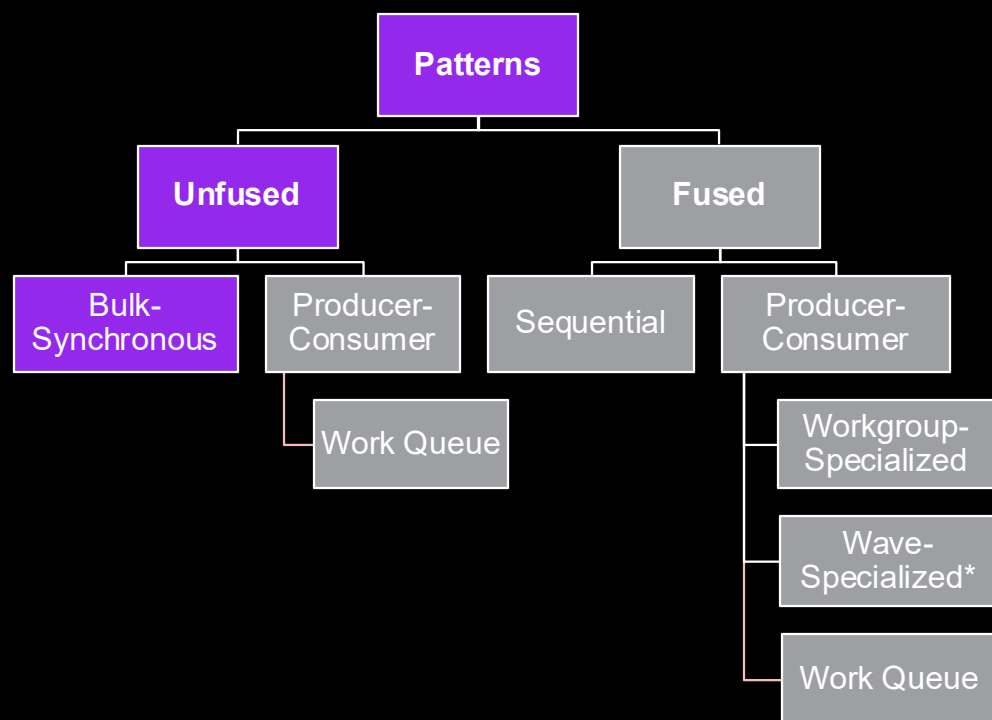 Patterns
Unfused
Fused
Bulk-
Synchronous
Producer-
Consumer
Sequential
Producer-
Consumer
Work Queue
Workgroup-
Specialized
Wave-
Specialized*
Work Queue